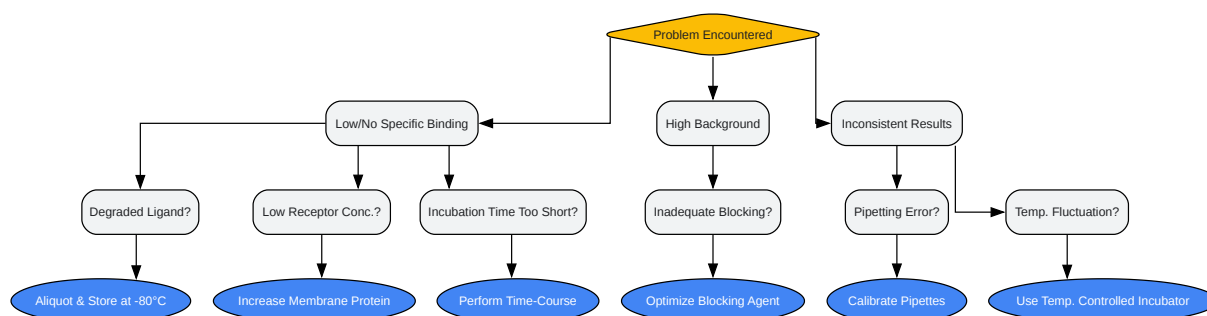 Problem Encountered
Low/No Specific Binding
High Background
Inconsistent Results
Degraded Ligand?
Low Receptor Conc.?
Incubation Time Too Short?
Inadequate Blocking?
Pipetting Error?
Temp. Fluctuation?
Aliquot & Store at -80°C
Increase Membrane Protein
Perform Time-Course
Optimize Blocking Agent
Calibrate Pipettes
Use Temp. Controlled Incubator